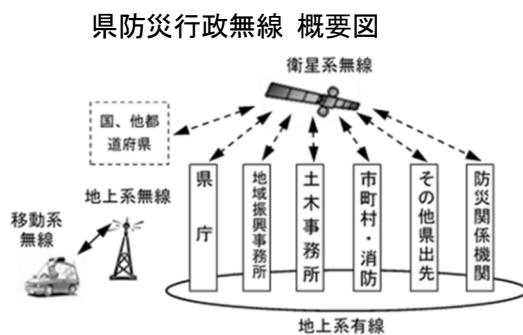 県防災行政無線 概要図
衛星系無線
国、他都
道府県
地上系無線
移動系
無線
県庁
地域振興事務所
土木事務所
市町村・消防
その他県出先
防災関係機関
地上系有線